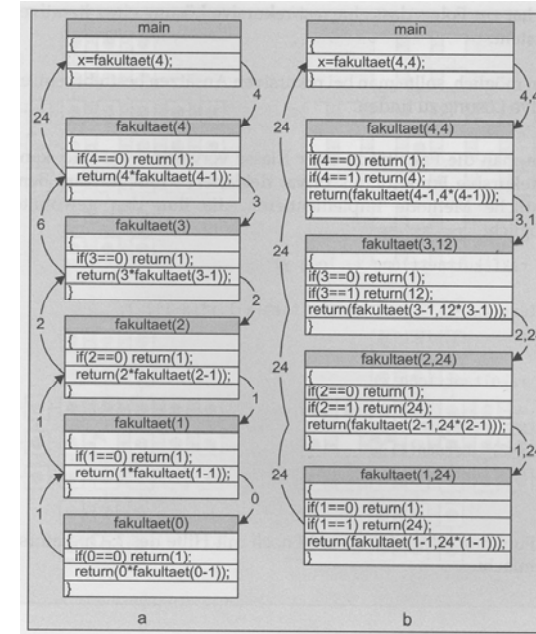 main
{
x=fakultaet(4);
}
4
24
fakultaet(4)
{
if(4==0) return(1);
return(4*fakultaet(4-1));
}
3
6
fakultaet(3)
{
if(3==0) return(1);
return(3*fakultaet(3-1));
}
2
2
fakultaet(2)
{
if(2==0) return(1);
return(2*fakultaet(2-1));
}
1
1
fakultaet(1)
{
if(1==0) return(1);
return(1*fakultaet(1-1));
}
0
1
fakultaet(0)
{
if(0==0) return(1);
return(0*fakultaet(0-1));
}
a
main
{
x=fakultaet(4,4);
}
4,4
24
fakultaet(4,4)
{
if(4==0) return(1);
if(4==1) return(4);
return(fakultaet(4-1,4*(4-1)));
}
3,1
24
fakultaet(3,12)
{
if(3==0) return(1);
if(3==1) return(12);
return(fakultaet(3-1,12*(3-1)));
}
2,24
24
fakultaet(2,24)
{
if(2==0) return(1);
if(2==1) return(24);
return(fakultaet(2-1,24*(2-1)));
}
1,24
24
fakultaet(1,24)
{
if(1==0) return(1);
if(1==1) return(24);
return(fakultaet(1-1,24*(1-1)));
}
b